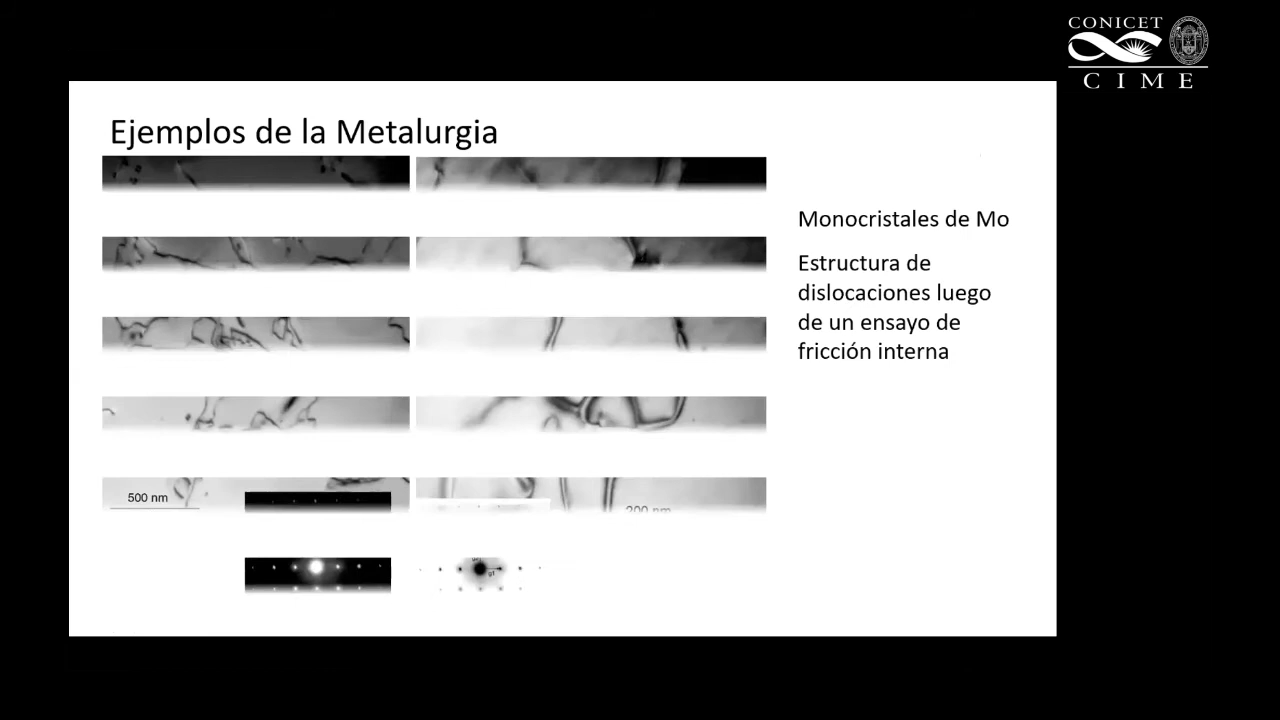 CONICET
CIME
Ejemplos de la Metalurgia
Monocristales de Mo
Estructura de
dislocaciones luego
de un ensayo de
fricción interna
500 nm
200 nm